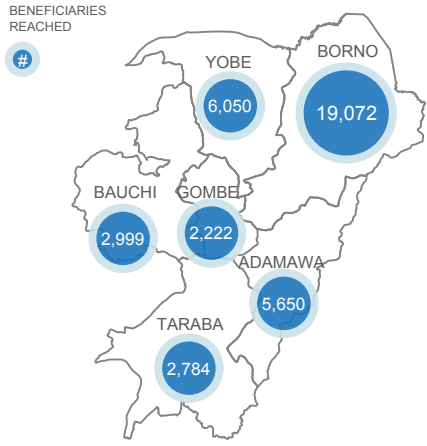 BENEFICIARIES
REACHED
#
YOBE
6,050
BORNO
19,072
BAUCHI
2,999
GOMBE
2,222
ADAMAWA
5,650
TARABA
2,784